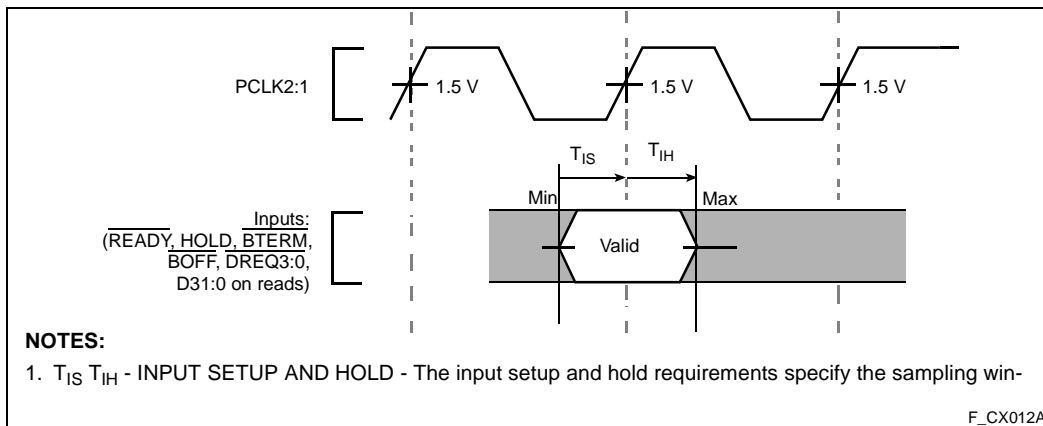 PCLK2:1
1.5 V
1.5 V
1.5 V
TIS
TIH
Min
Max
Inputs:
(READY, HOLD, BTERM,
BOFF, DREQ3:0,
D31:0 on reads)
Valid
NOTES:
1. TIS TIH - INPUT SETUP AND HOLD - The input setup and hold requirements specify the sampling win-
F_CX012A